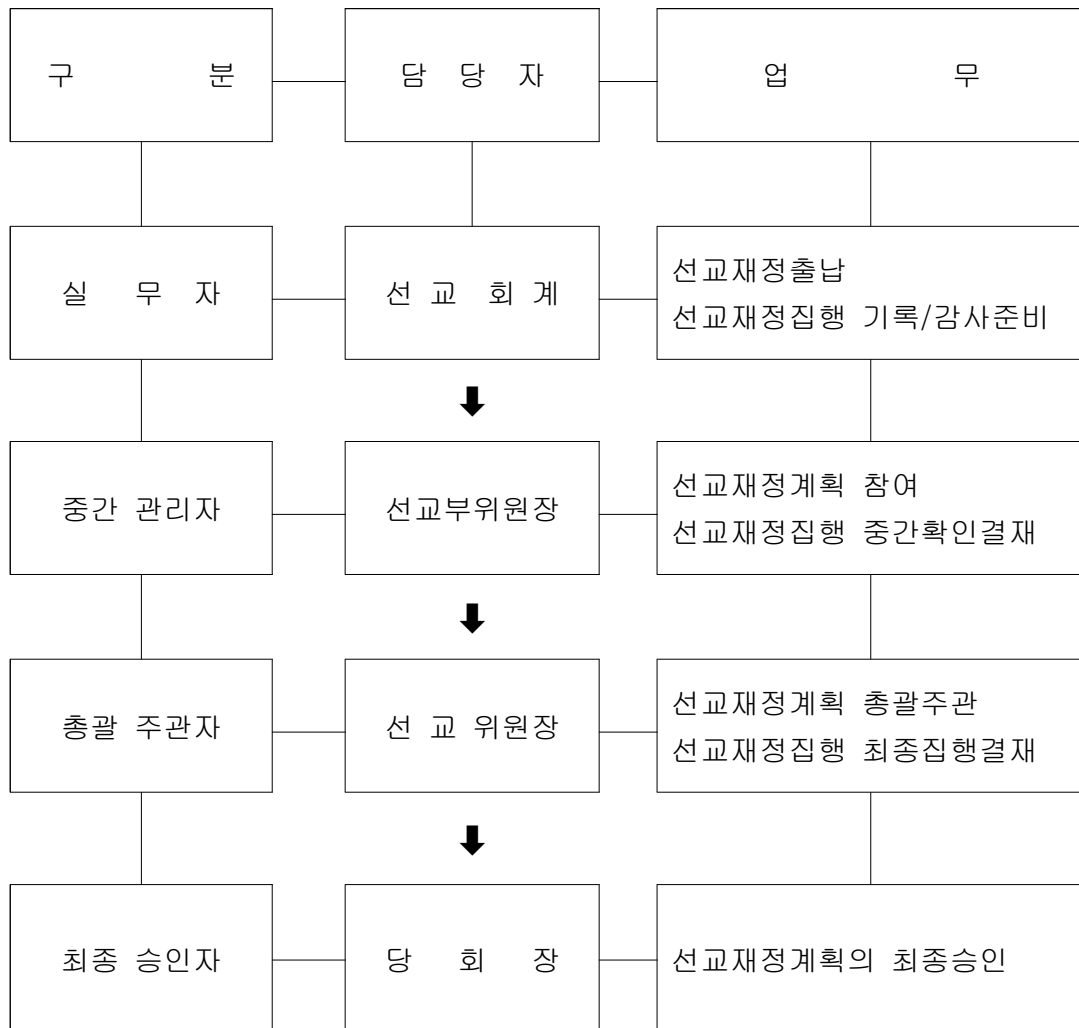 구 분 담 당 자 업 무
실 무 자 선 교 회 계 선교재정출납
선교재정집행 기록/감사준비
중간 관리자 선교부위원장 선교재정계획 참여
선교재정집행 중간확인결재
총괄 주관자 선 교 위원장 선교재정계획 총괄주관
선교재정집행 최종집행결재
최종 승인자 당 회 장 선교재정계획의 최종승인